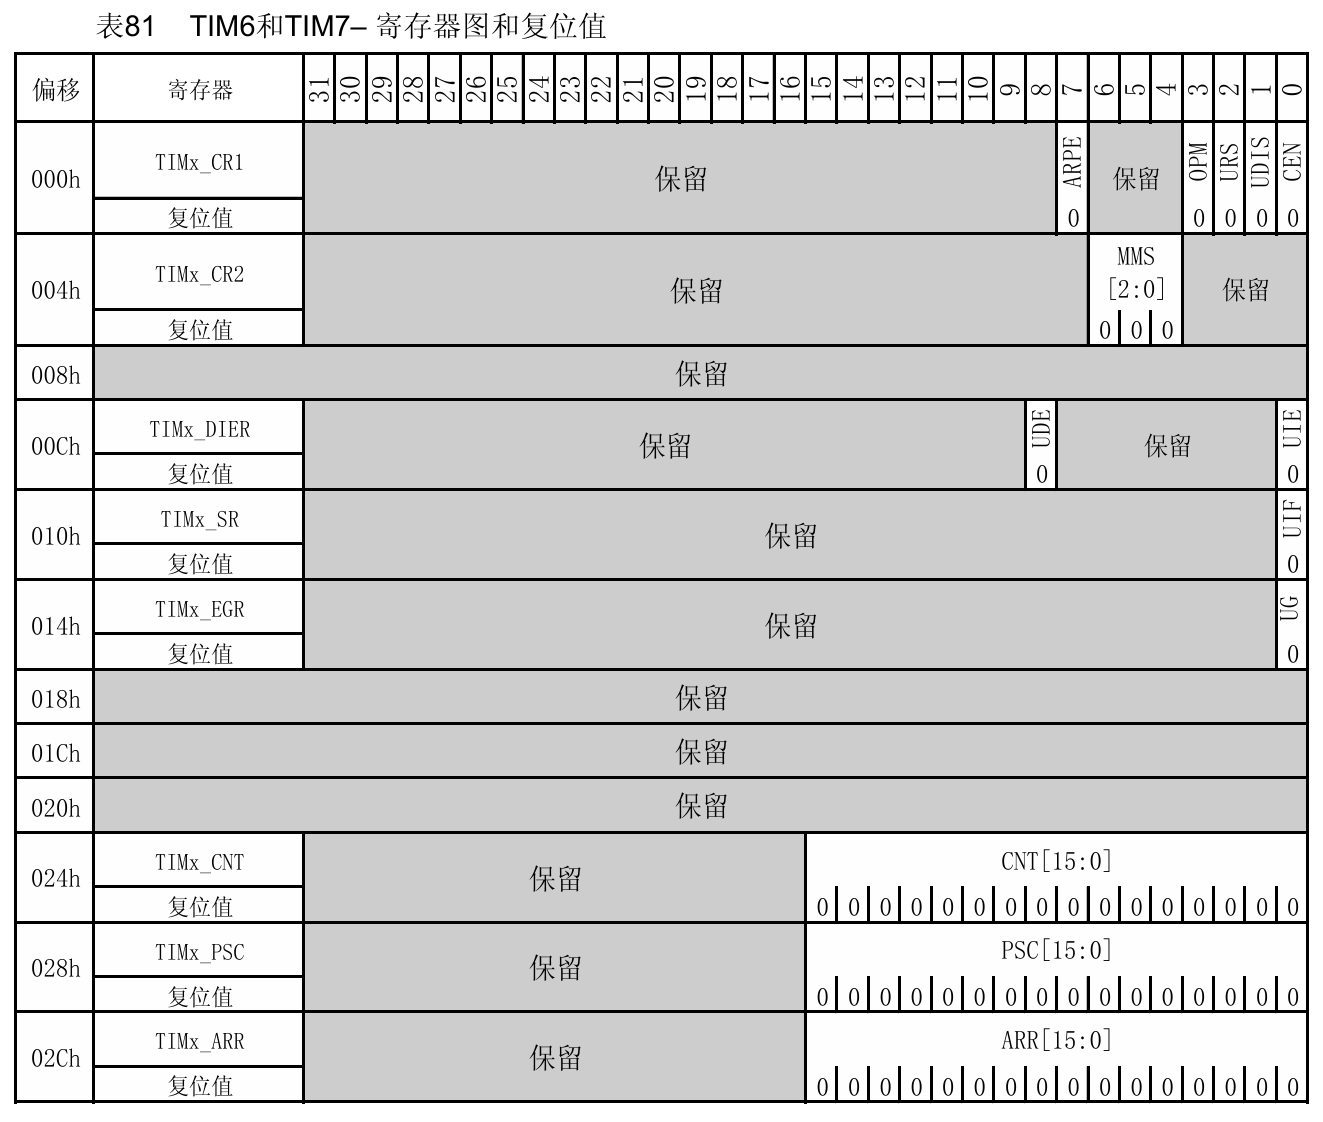 表81 TIM6和TIM7– 寄存器图和复位值
偏移 寄存器 31 30 29 28 27 26 25 24 23 22 21 20 19 18 17 16 15 14 13 12 11 10 9 8 7 6 5 4 3 2 1 0
000h TIMx_CR1 保留 ARPE 保留 OPM URS UDIS CEN
复位值 0 0 0 0 0
004h TIMx_CR2 保留 MMS [2:0] 保留
复位值 0 0 0
008h 保留
00Ch TIMx_DIER 保留 UDE 保留 UIE
复位值 0 0
010h TIMx_SR 保留 UIF
复位值 0
014h TIMx_EGR 保留 UG
复位值 0
018h 保留
01Ch 保留
020h 保留
024h TIMx_CNT 保留 CNT[15:0]
复位值 0 0 0 0 0 0 0 0 0 0 0 0 0 0 0 0
028h TIMx_PSC 保留 PSC[15:0]
复位值 0 0 0 0 0 0 0 0 0 0 0 0 0 0 0 0
02Ch TIMx_ARR 保留 ARR[15:0]
复位值 0 0 0 0 0 0 0 0 0 0 0 0 0 0 0 0